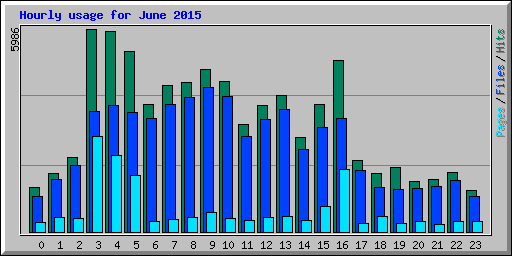 Hourly usage for June 2015
5986
Pages/Files/Hits
0 1 2 3 4 5 6 7 8 9 10 11 12 13 14 15 16 17 18 19 20 21 22 23